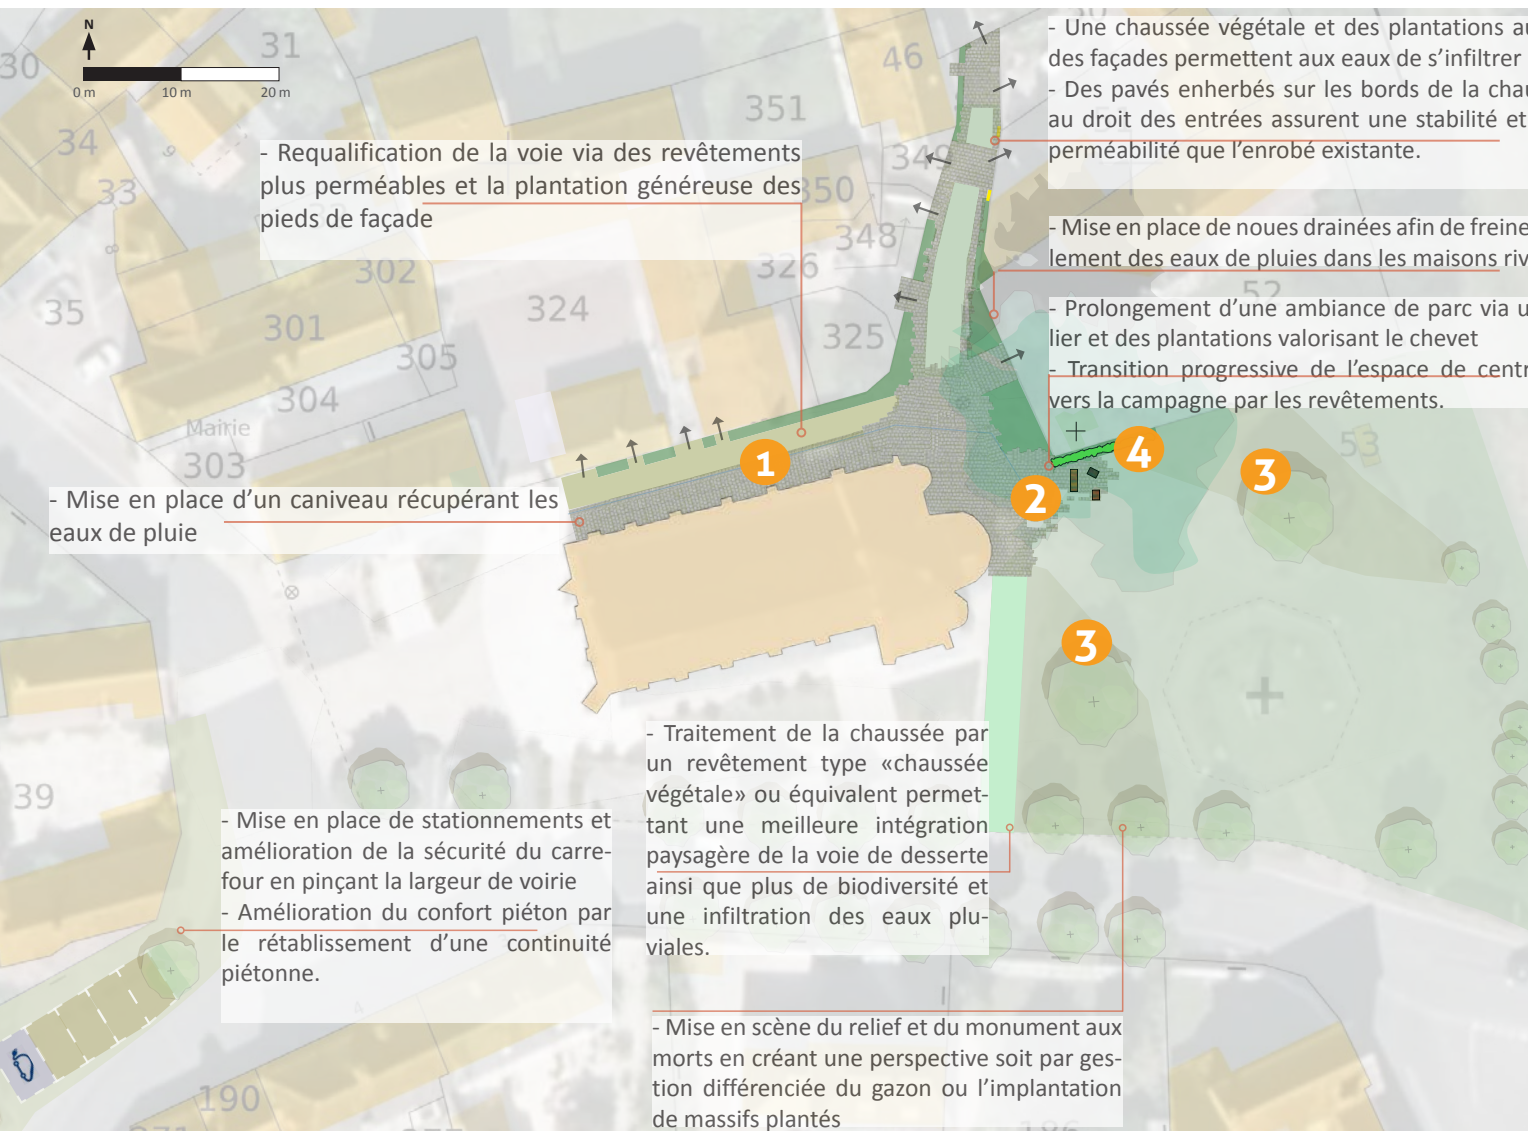 N
0 m 10 m 20 m
30
31
34
33
35
9
8
302
301
305
304
Mairie
303
324
351
350
326
325
348
349
46
51
52
53
39
190
4
- Une chaussée végétale et des plantations au
des façades permettent aux eaux de s’infiltrer
- Des pavés enherbés sur les bords de la chau
au droit des entrées assurent une stabilité et
perméabilité que l’enrobé existante.
- Requalification de la voie via des revêtements
plus perméables et la plantation généreuse des
pieds de façade
- Mise en place de noues drainées afin de freine
lement des eaux de pluies dans les maisons riv
- Prolongement d’une ambiance de parc via u
lier et des plantations valorisant le chevet
- Transition progressive de l’espace de centr
vers la campagne par les revêtements.
1
2
3
4
3
- Mise en place d’un caniveau récupérant les
eaux de pluie
- Traitement de la chaussée par
un revêtement type «chaussée
végétale» ou équivalent permet-
tant une meilleure intégration
paysagère de la voie de desserte
ainsi que plus de biodiversité et
une infiltration des eaux plu-
viales.
- Mise en place de stationnements et
amélioration de la sécurité du carre-
four en pinçant la largeur de voirie
- Amélioration du confort piéton par
le rétablissement d’une continuité
piétonne.
- Mise en scène du relief et du monument aux
morts en créant une perspective soit par ges-
tion différenciée du gazon ou l’implantation
de massifs plantés